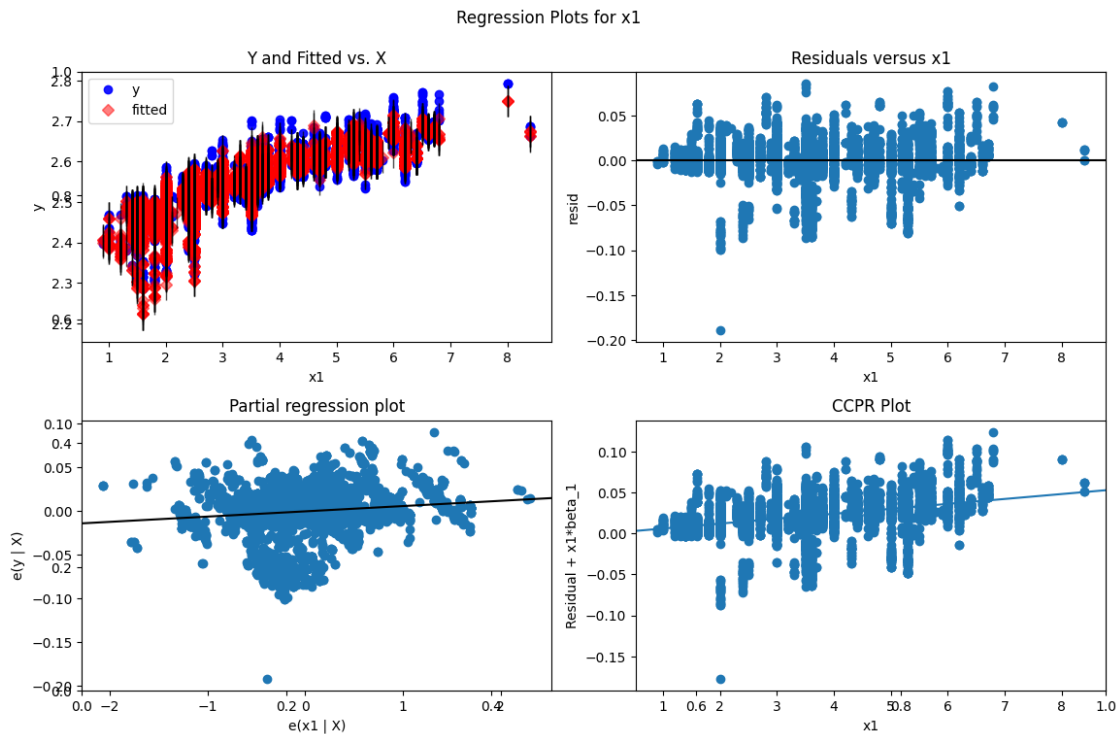 Regression Plots for x1
Y and Fitted vs. X
Residuals versus x1
1.0
2.8
2.7
2.6
0.8
2.5
2.4
2.3
0.6
2.2
y
y
fitted
1 2 3 4 5 6 7 8
x1
0.05
0.00
−0.05
−0.10
−0.15
−0.20
resid
1 2 3 4 5 6 7 8
x1
Partial regression plot
CCPR Plot
0.10
0.4
0.05
0.00
−0.05
0.2
−0.10
−0.15
−0.20
0.0
e(y | X)
0.0 −2 −1 0.2 0 1 0.4 2
e(x1 | X)
0.10
0.05
0.00
−0.05
−0.10
−0.15
Residual + x1*beta_1
1 0.6 2 3 4 5 0.8 6 7 8 1.0
x1